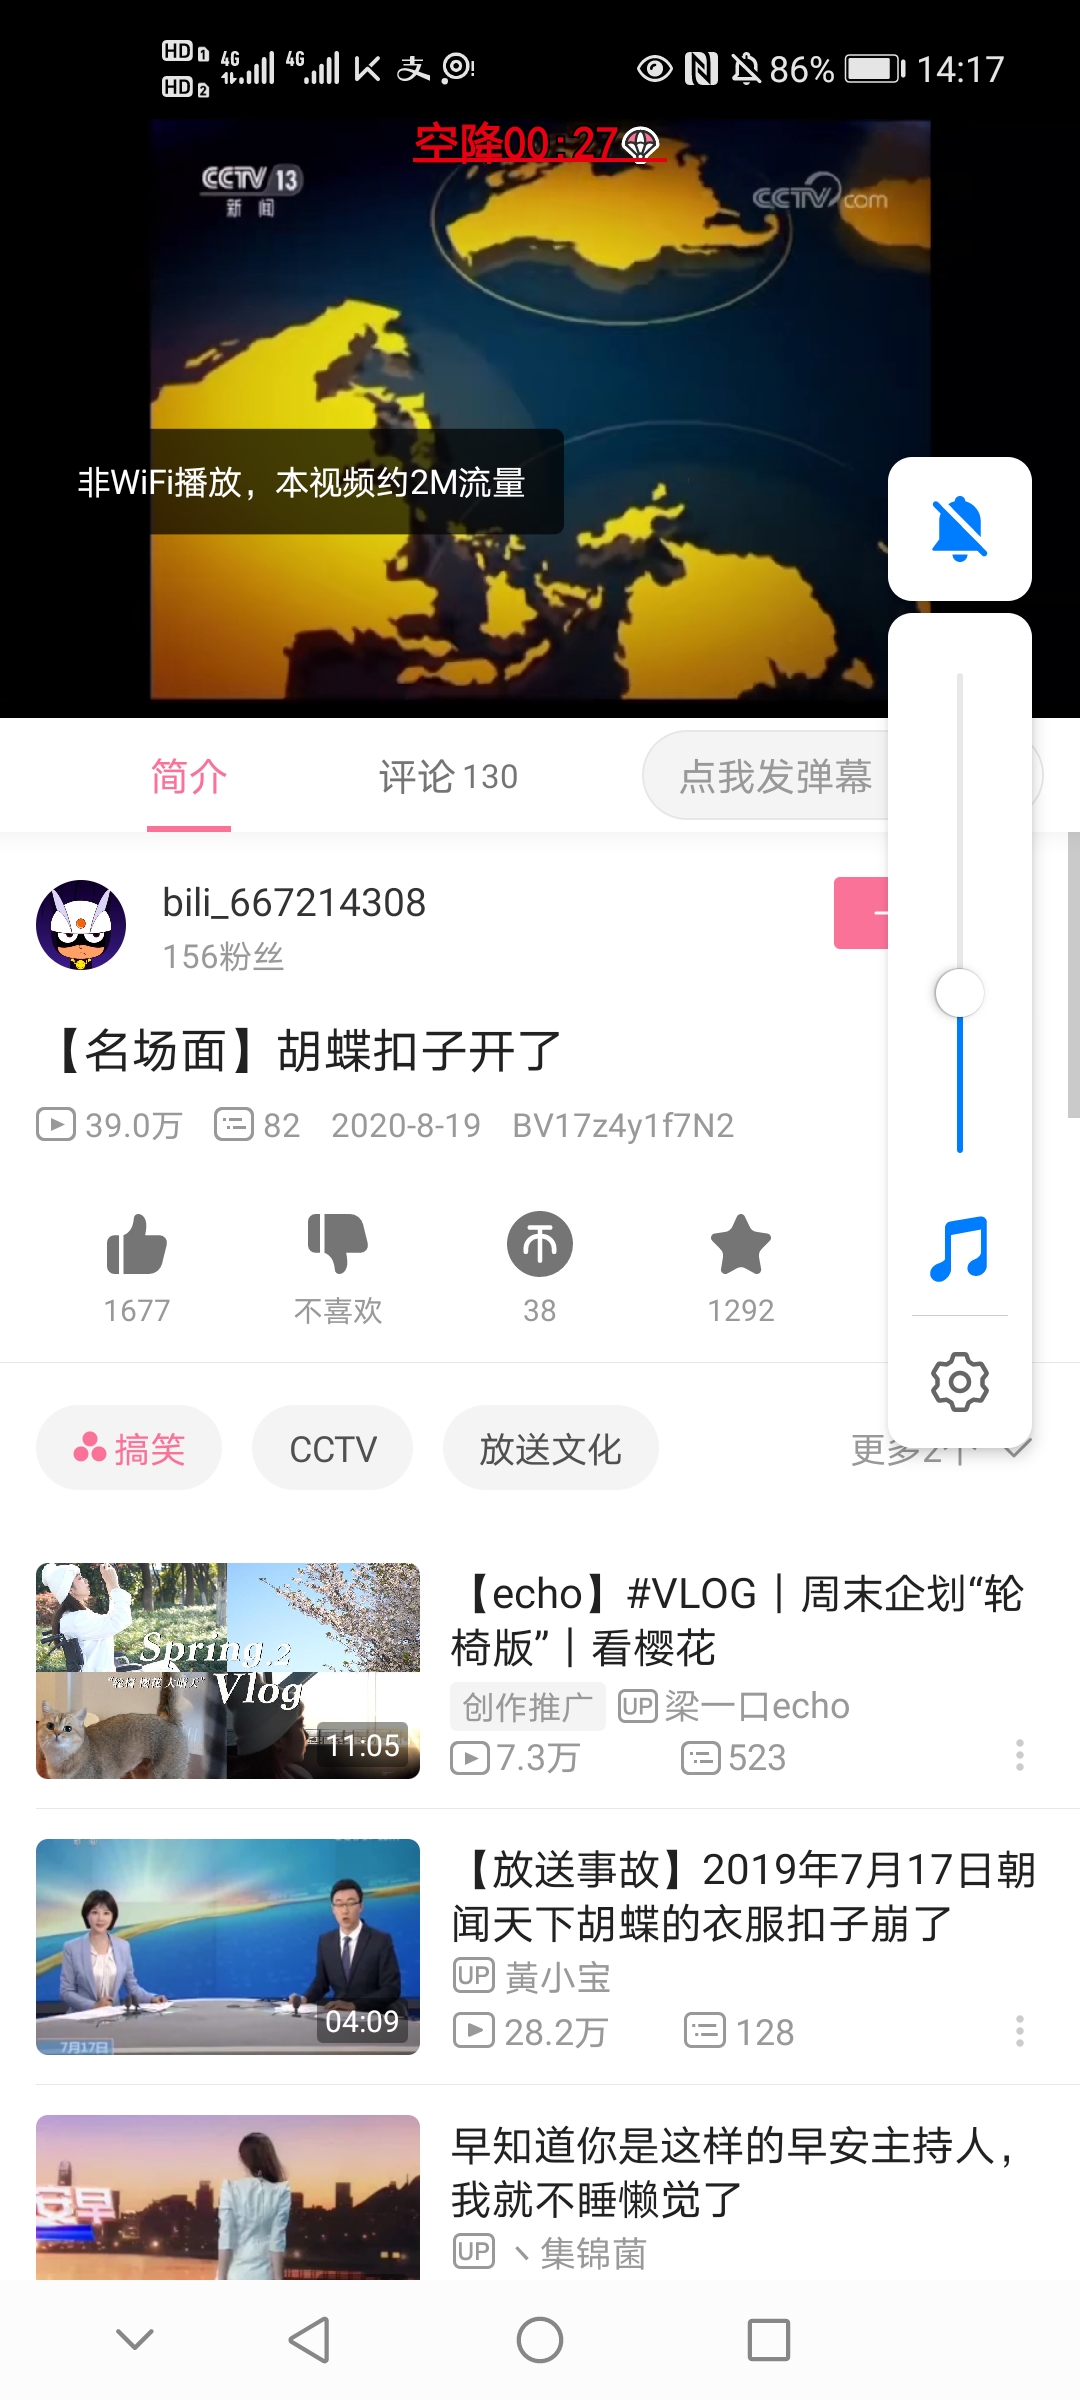 HD 1 4G 4G 86% 14:17
HD 2
空降00:27
CCTV 13
新闻
CCTV.com
非WiFi播放，本视频约2M流量
简介 评论 130 点我发弹幕
bili_667214308
156粉丝
【名场面】胡蝶扣子开了
39.0万 82 2020-8-19 BV17z4y1f7N2
1677 不喜欢 38 1292
搞笑 CCTV 放送文化 更多2个
Spring.2
Vlog
11:05
【echo】#VLOG｜周末企划“轮
椅版”｜看樱花
创作推广 UP 梁一口echo
7.3万 523
7月17日
04:09
【放送事故】2019年7月17日朝
闻天下胡蝶的衣服扣子崩了
UP 黃小宝
28.2万 128
安早
早知道你是这样的早安主持人，
我就不睡懒觉了
UP 丶集锦菌